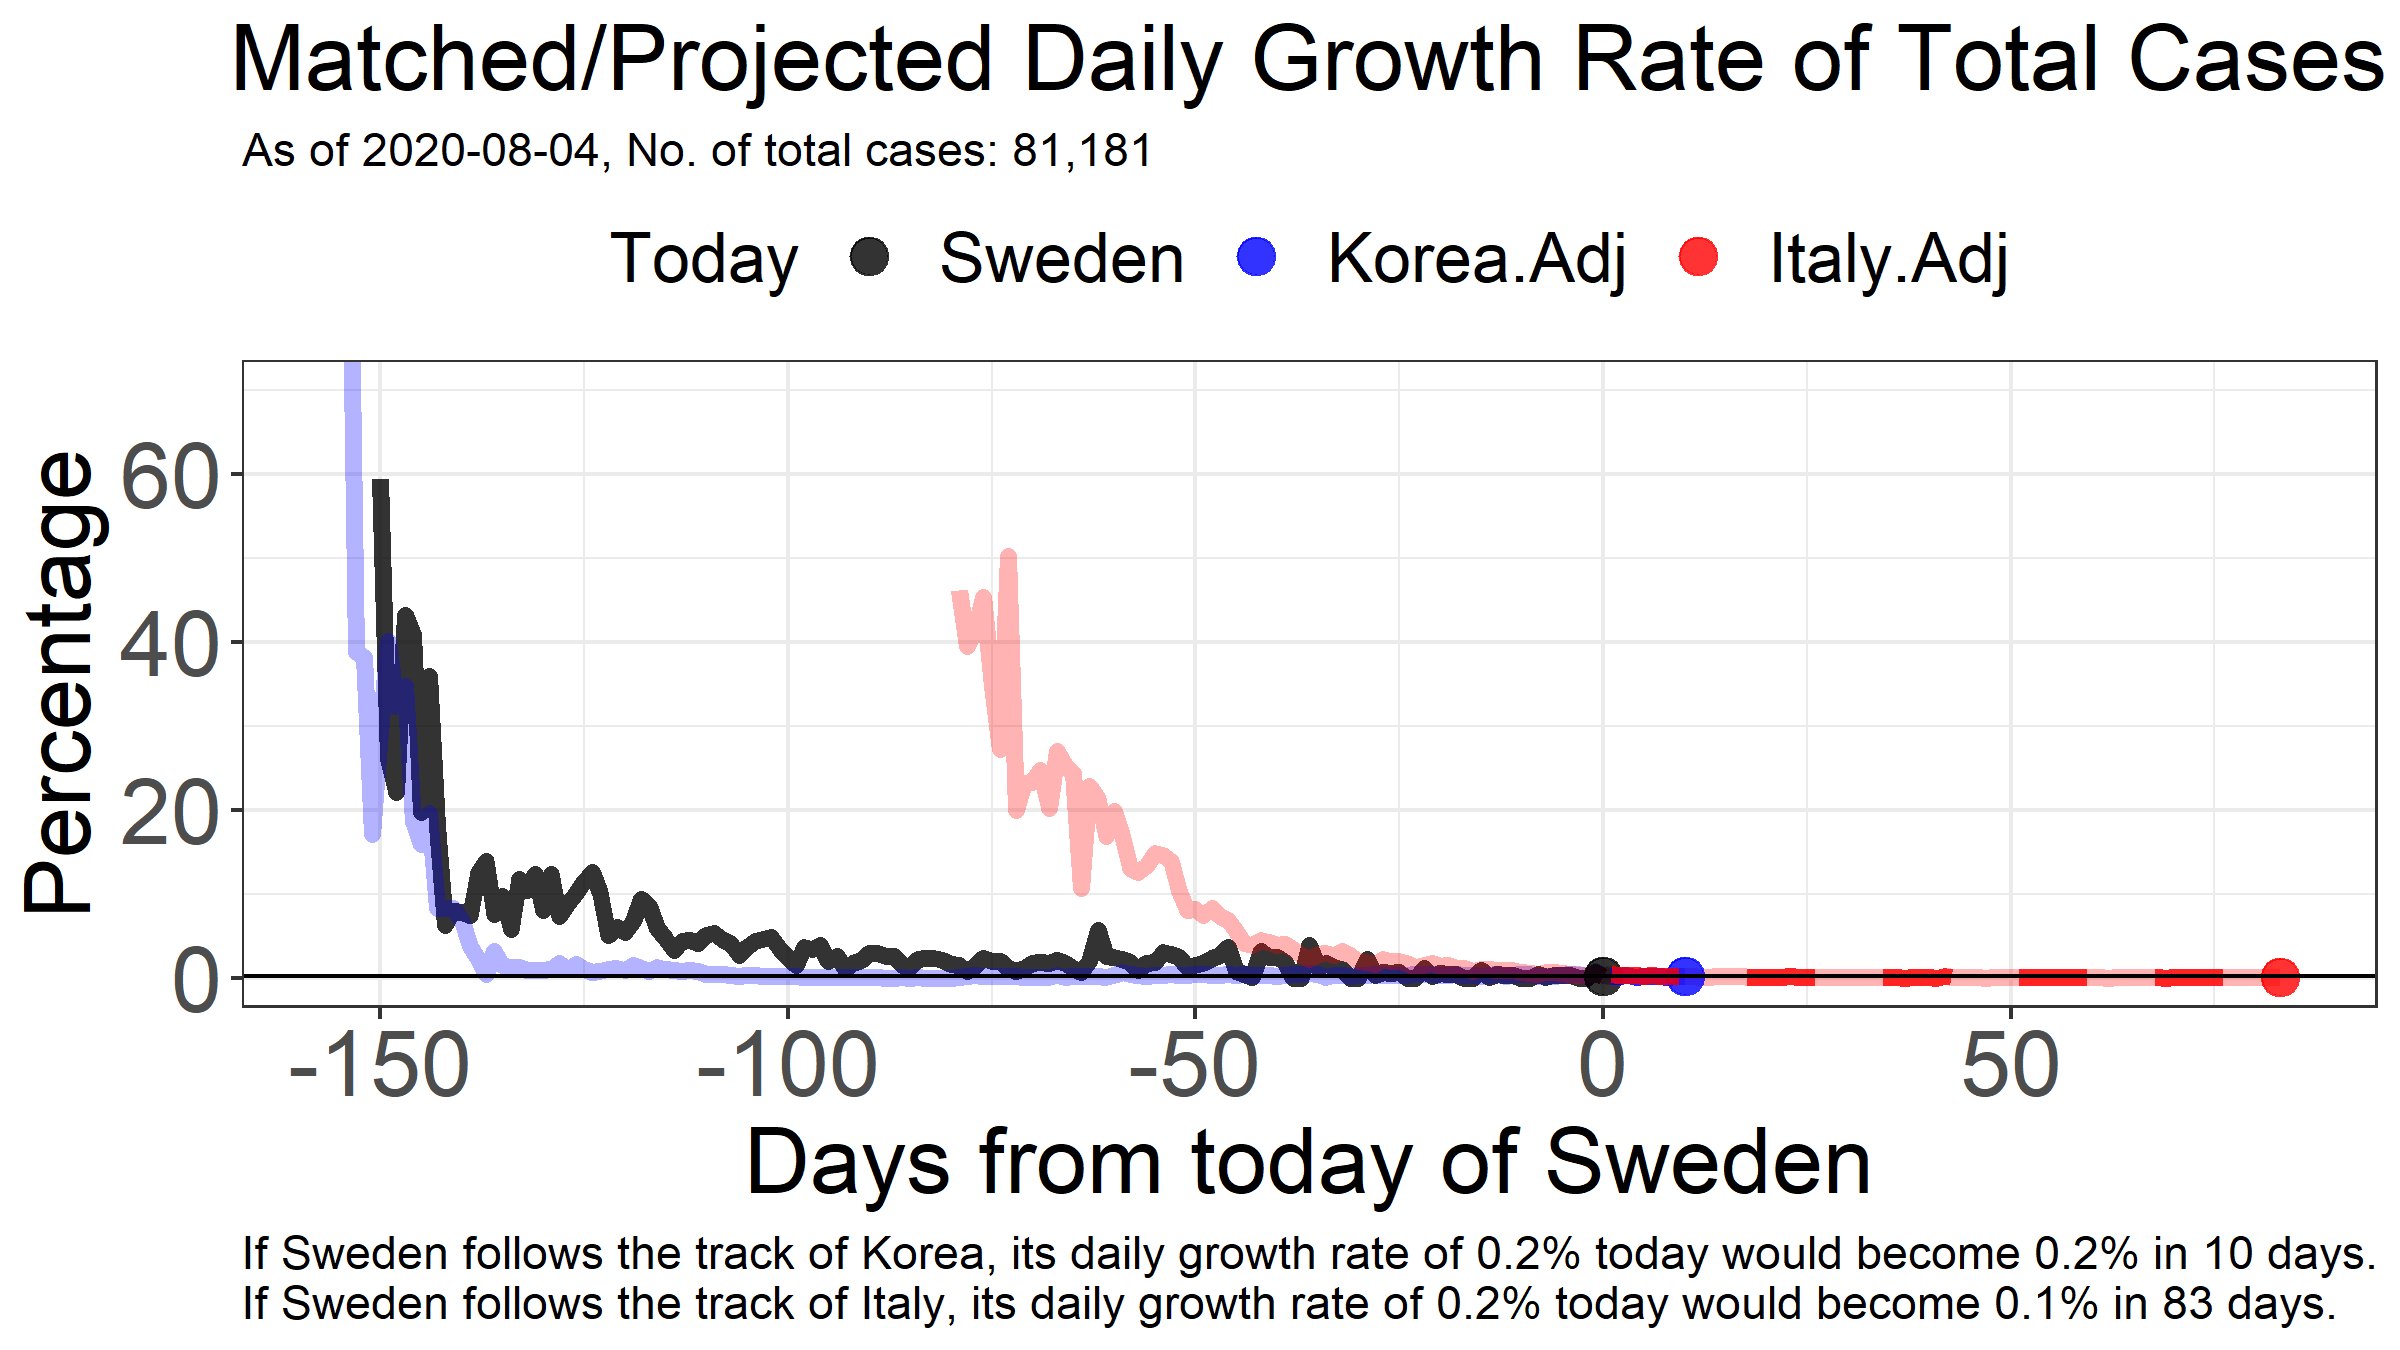 Matched/Projected Daily Growth Rate of Total Cases
As of 2020-08-04, No. of total cases: 81,181
Today Sweden Korea.Adj Italy.Adj
Percentage
60
40
20
0
-150 -100 -50 0 50
Days from today of Sweden
If Sweden follows the track of Korea, its daily growth rate of 0.2% today would become 0.2% in 10 days.
If Sweden follows the track of Italy, its daily growth rate of 0.2% today would become 0.1% in 83 days.